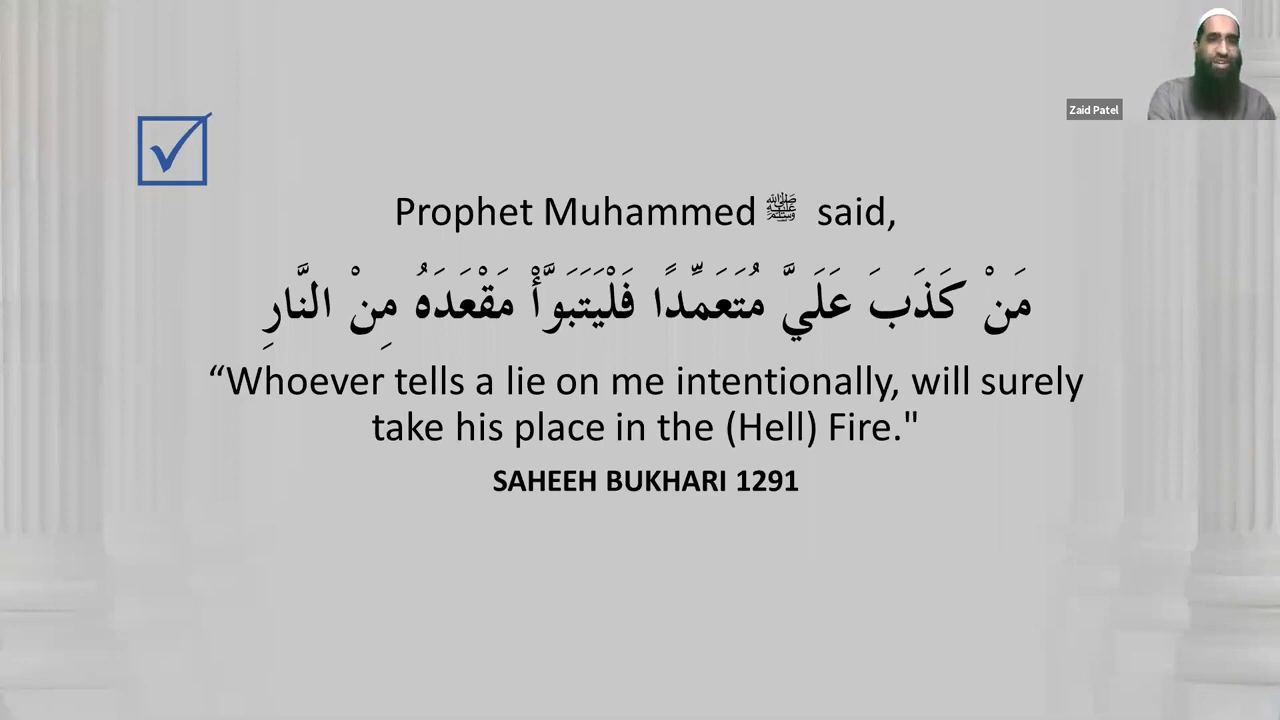 Zaid Patel
Prophet Muhammed ﷺ said,
مَنْ كَذَبَ عَلَيَّ مُتَعَمِّدًا فَلْيَتَبَوَّأْ مَقْعَدَهُ مِنْ النَّارِ
“Whoever tells a lie on me intentionally, will surely
take his place in the (Hell) Fire."
SAHEEH BUKHARI 1291